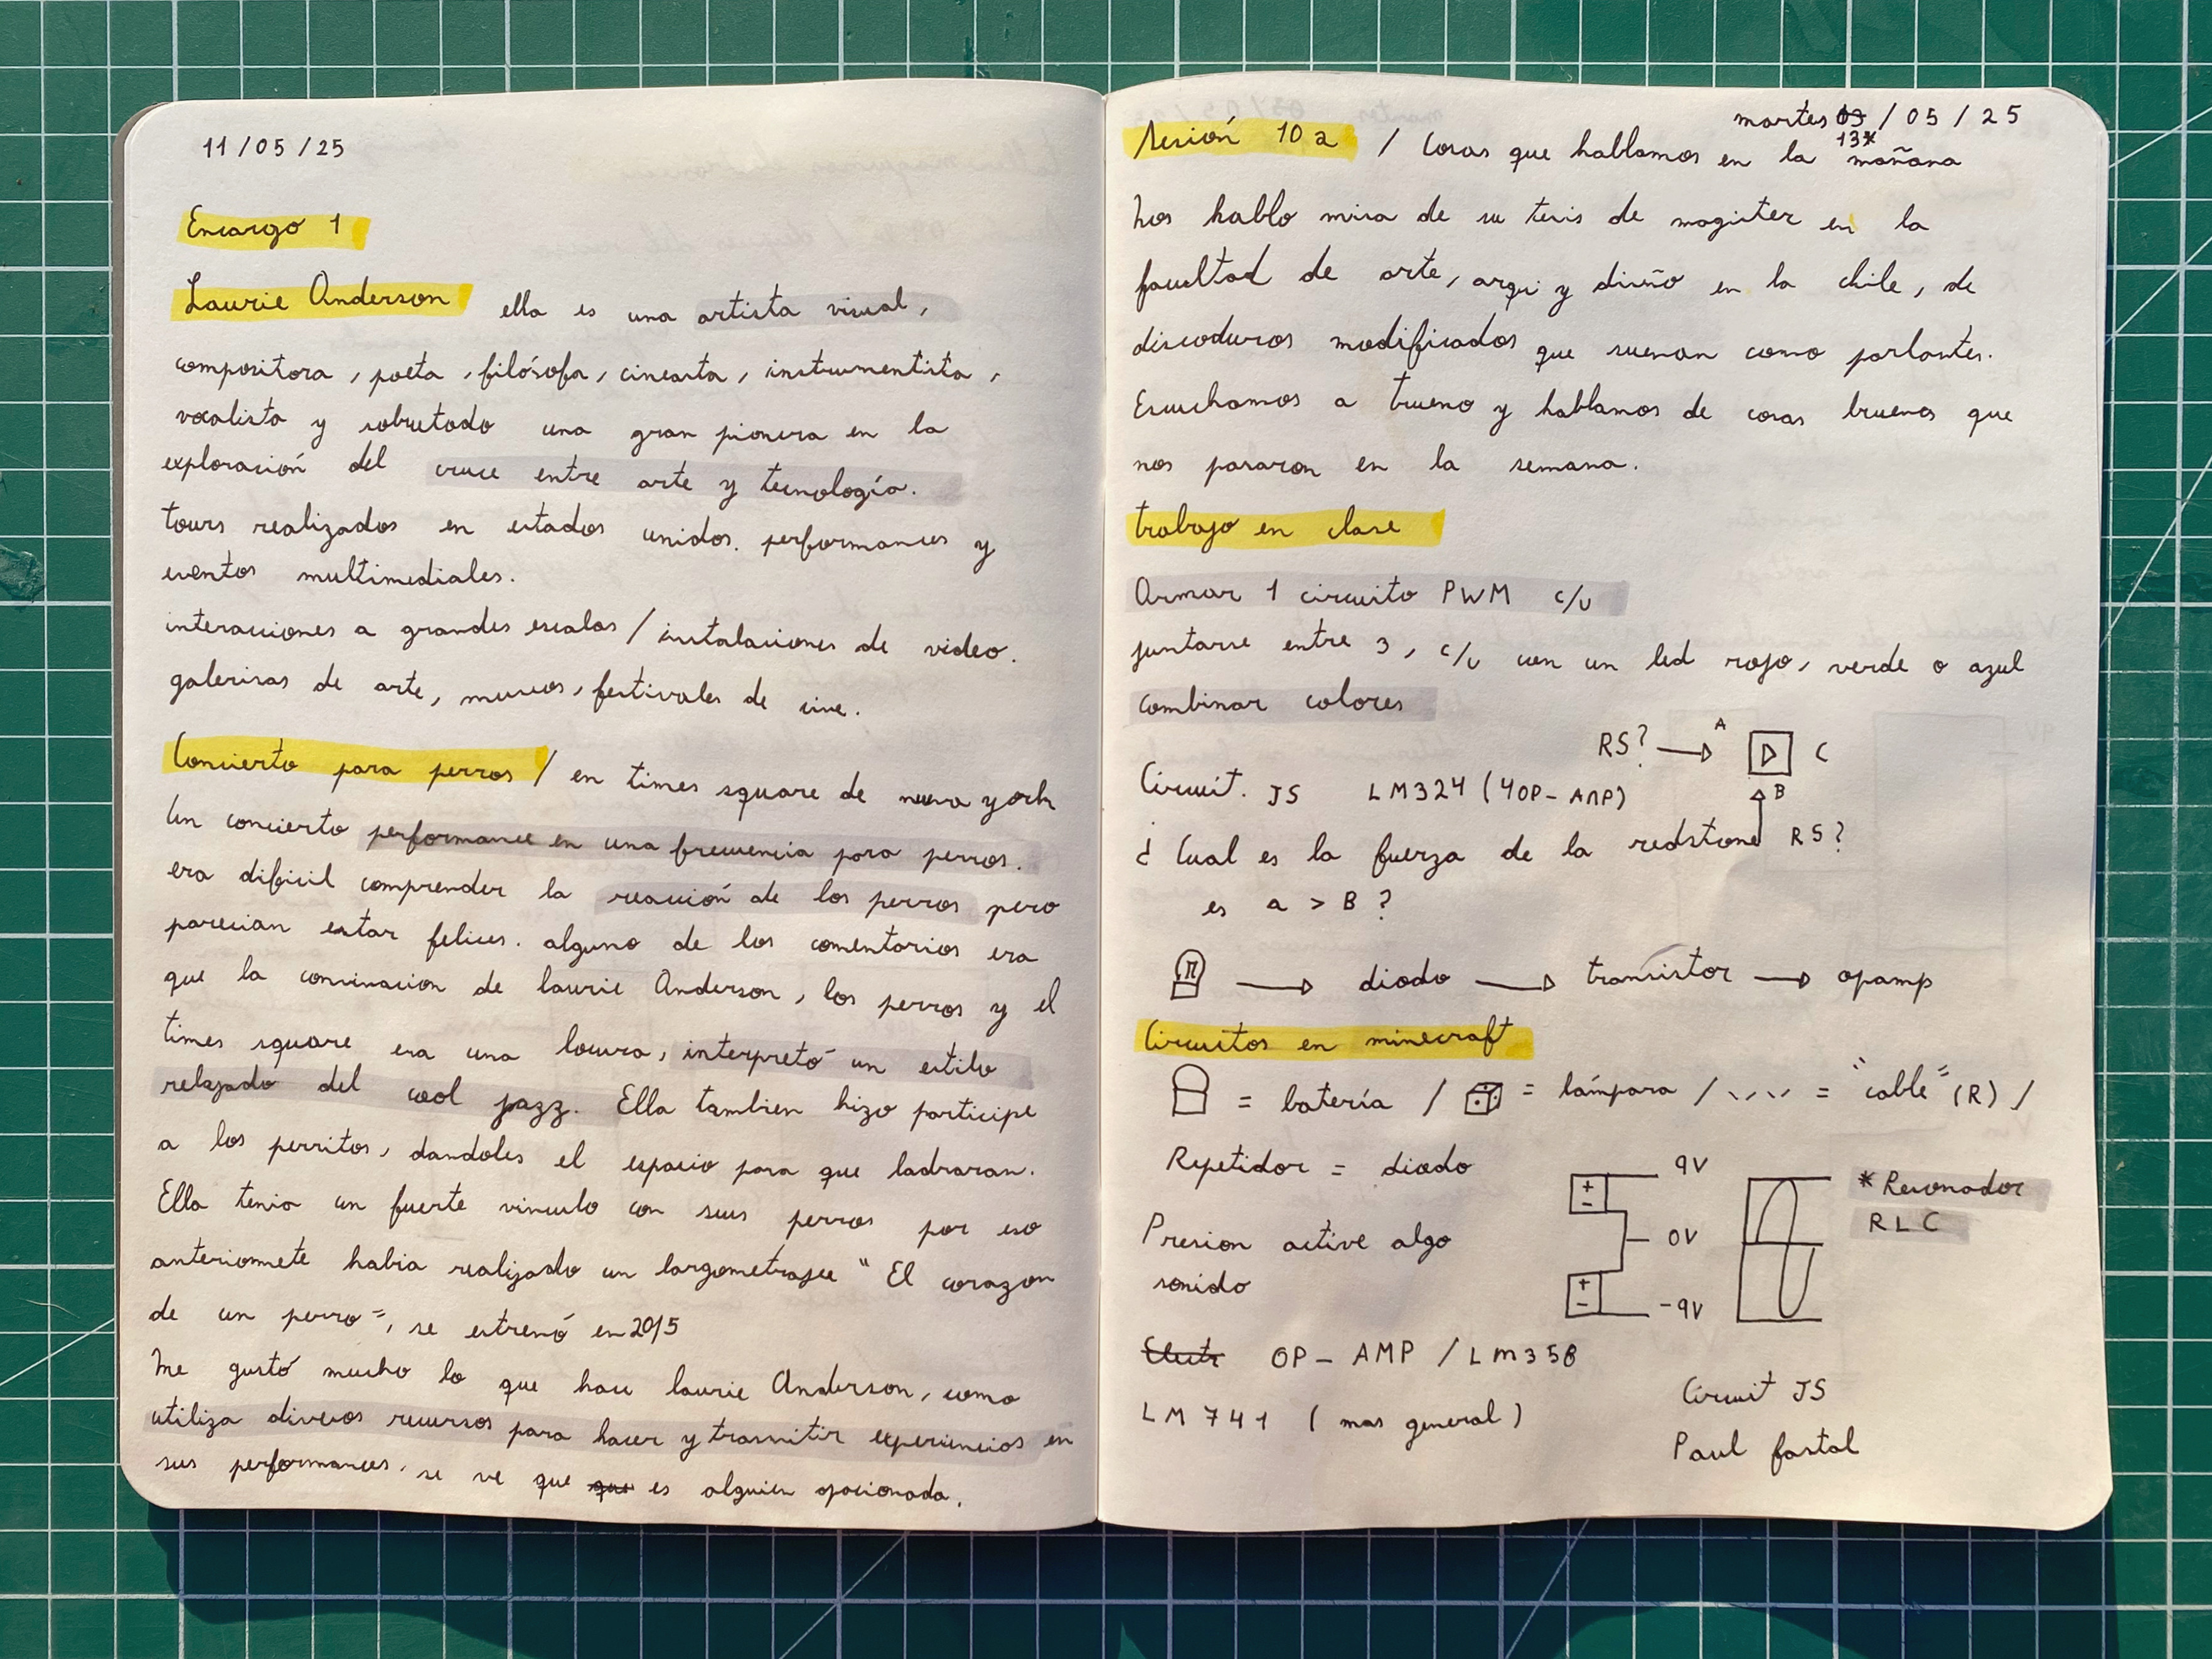 11/05/25
Encargo 1
Laurie Anderson ella es una artista visual,
compositora, poeta, filósofa, cineasta, instrumentista,
vocalista y sobretodo una gran pionera en la
exploración del cruce entre arte y tecnología.
tours realizados en estados unidos. performances y
eventos multimediales.
interacciones a grandes escalas / instalaciones de video.
galerisas de arte, museos, festivales de cine.
Concierto para perros / en times square de nueva york
Un concierto performance en una frecuencia para perros.
era dificil comprender la reacción de los perros pero
parecian estar felices. alguno de los comentarios era
que la convinacion de laurie Anderson, los perros y el
times square era una locura, interpretó un estilo
relajado del cool jazz. Ella tambien hizo participe
a los perritos, dandoles el espacio para que ladraran.
Ella tenia un fuerte vinculo con sus perros por eso
anteriomete habia realizado un largometrajee "El corazon
de un perro", se estrenó en 2015
Me gustó mucho lo que hace laurie Anderson, como
utiliza diversos recursos para hacer y trasmitir experiencias en
sus performances. se ve que que es alguien apasionada.
martes 03/05/25
13*
Sesión 10 a / Cosas que hablamos en la mañana
Nos hablo misa de su tesis de magister en la
facultad de arte, arqui y diseño en la chile, de
discoduros modificados que suenan como parlantes.
Escuchamos a trueno y hablamos de cosas buenas que
nos pasaron en la semana.
trabajo en clase
Armar 1 circuito PWM c/u
juntarse entre 3, c/u con un led rojo, verde o azul
combinar colores
RS? A C
Circuit. JS LM324 (4OP-AMP) B
¿Cual es la fuerza de la redstone RS?
es a > B ?
diodo transistor opamp
Circuitos en minecraft
= batería / = lámpara / = "cable" (R) /
Repetidor = diodo
9V
* Resonador
RLC
Presion active algo
0V
sonido
-9V
Electr OP-AMP / LM358
LM741 (mas general)
Circuit JS
Paul fastal